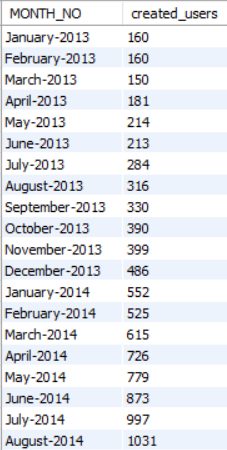 MONTH_NO created_users
January-2013 160
February-2013 160
March-2013 150
April-2013 181
May-2013 214
June-2013 213
July-2013 284
August-2013 316
September-2013 330
October-2013 390
November-2013 399
December-2013 486
January-2014 552
February-2014 525
March-2014 615
April-2014 726
May-2014 779
June-2014 873
July-2014 997
August-2014 1031